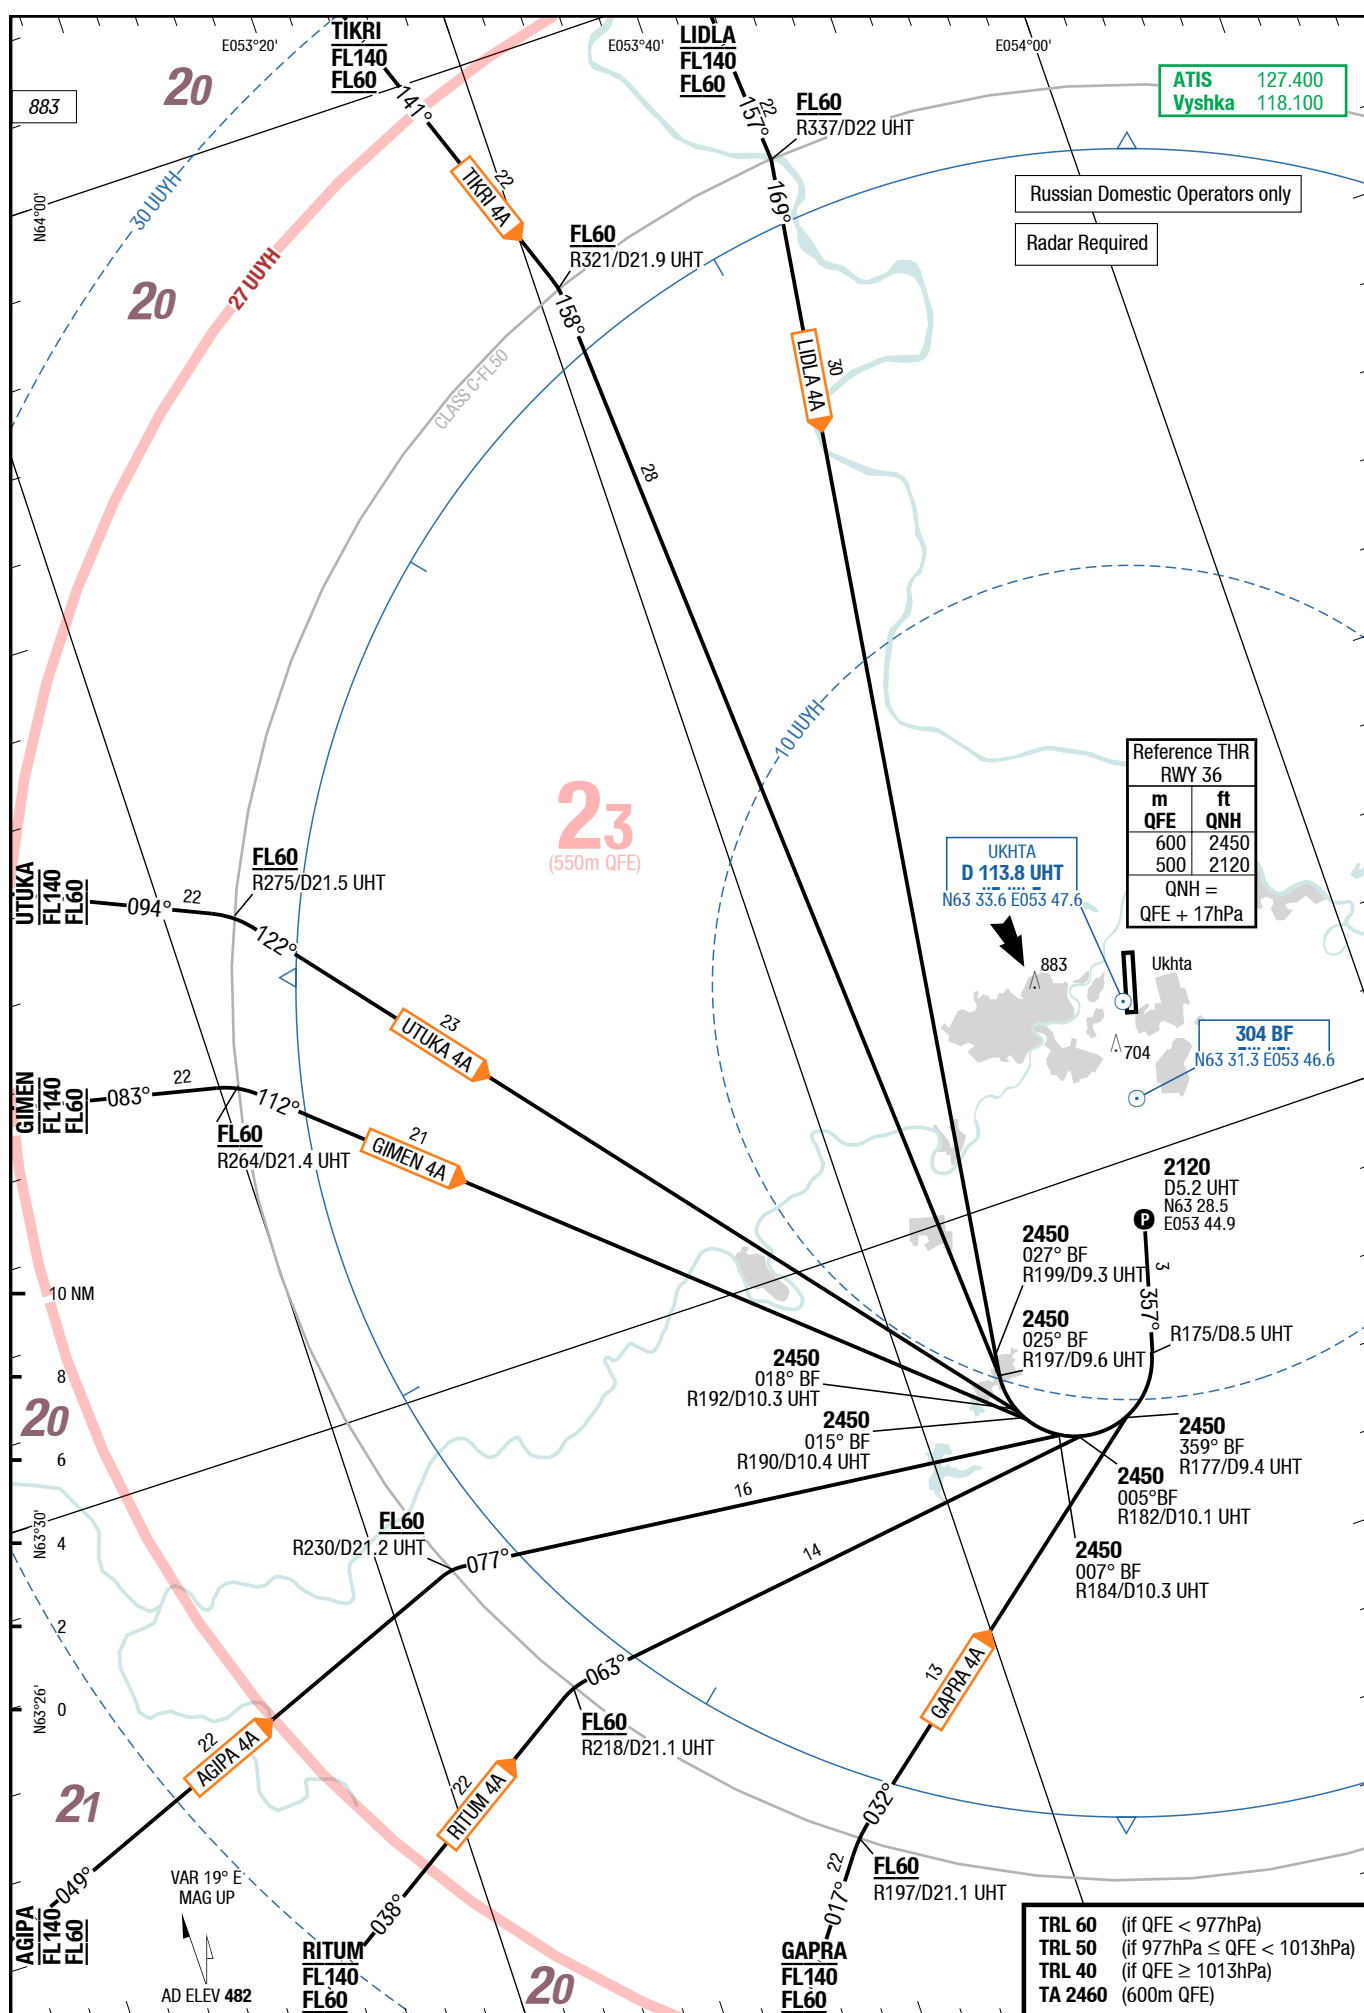 TIKRI
FL140
FL60
LIDLA
FL140
FL60
E053°20'
E053°40'
E054°00'
ATIS 127.400
Vyshka 118.100
883
20
141°
22
157°
FL60
R337/D22 UHT
Russian Domestic Operators only
Radar Required
N64°00'
30 UUYH
TIKRI 4A
22
169°
FL60
R321/D21.9 UHT
27 UUYH
20
158°
CLASS C-FL50
LIDLA 4A
30
28
10 UUYH
23
(550m QFE)
Reference THR
RWY 36
m ft
QFE QNH
600 2450
500 2120
QNH =
QFE + 17hPa
UKHTA
D 113.8 UHT
N63 33.6 E053 47.6
UTUKA
FL140
FL60
094°
22
FL60
R275/D21.5 UHT
122°
883
Ukhta
704
304 BF
N63 31.3 E053 46.6
UTUKA 4A
23
GIMEN
FL140
FL60
083°
22
112°
FL60
R264/D21.4 UHT
GIMEN 4A
21
2120
D5.2 UHT
N63 28.5
E053 44.9
P
3
357°
2450
027° BF
R199/D9.3 UHT
2450
025° BF
R197/D9.6 UHT
R175/D8.5 UHT
2450
018° BF
R192/D10.3 UHT
2450
015° BF
R190/D10.4 UHT
2450
359° BF
R177/D9.4 UHT
2450
005°BF
R182/D10.1 UHT
2450
007° BF
R184/D10.3 UHT
10 NM
8
6
4
2
0
20
N63°30'
N63°26'
16
14
FL60
R230/D21.2 UHT
077°
063°
FL60
R218/D21.1 UHT
13
GAPRA 4A
22
AGIPA 4A
22
RITUM 4A
032°
FL60
R197/D21.1 UHT
22
017°
21
049°
038°
AGIPA
FL140
FL60
VAR 19° E
MAG UP
AD ELEV 482
RITUM
FL140
FL60
20
GAPRA
FL140
FL60
TRL 60 (if QFE < 977hPa)
TRL 50 (if 977hPa ≤ QFE < 1013hPa)
TRL 40 (if QFE ≥ 1013hPa)
TA 2460 (600m QFE)